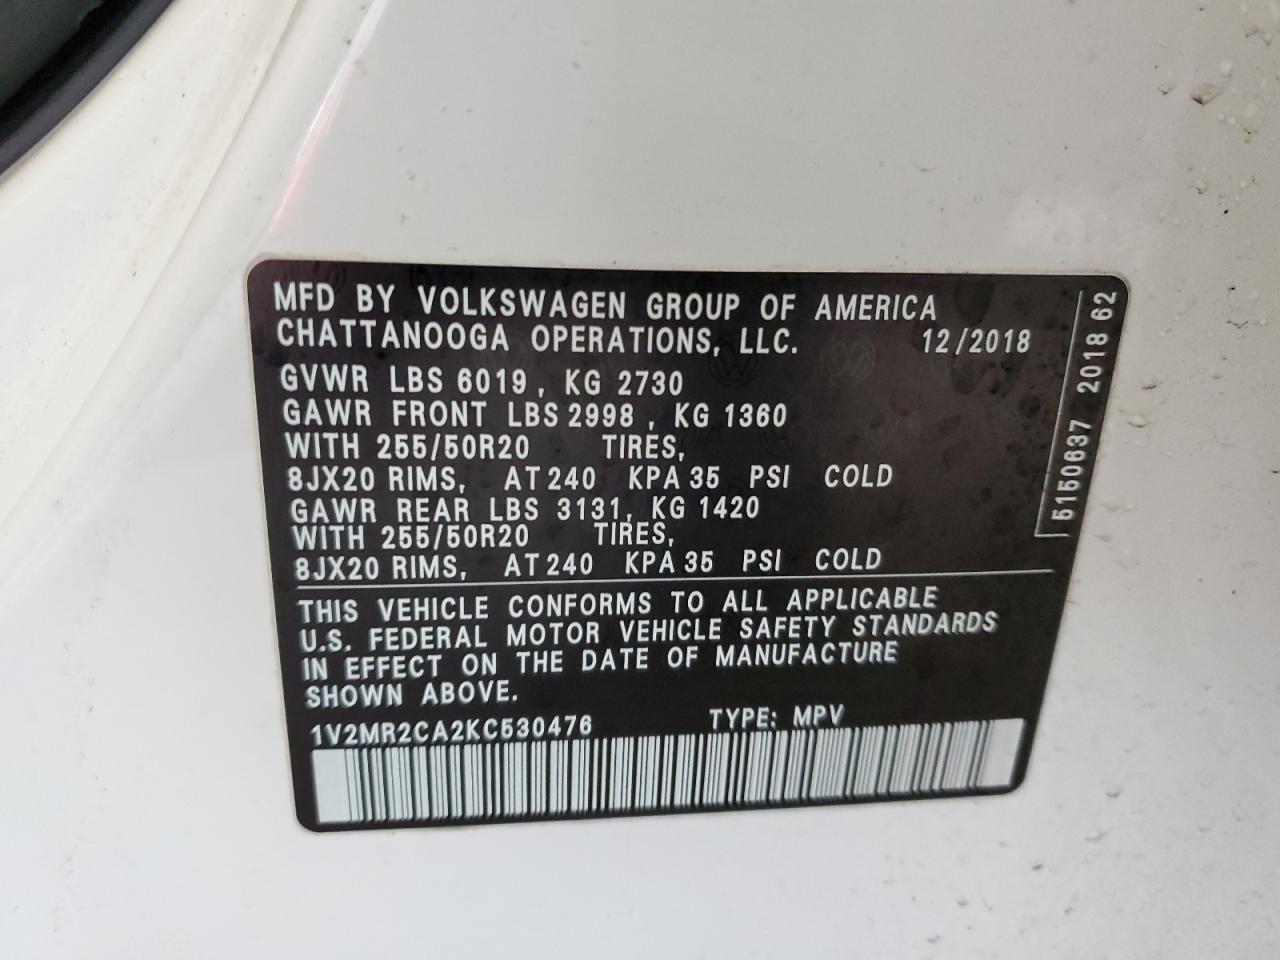 MFD BY VOLKSWAGEN GROUP OF AMERICA
CHATTANOOGA OPERATIONS, LLC. 12/2018
GVWR LBS 6019, KG 2730
GAWR FRONT LBS 2998, KG 1360
WITH 255/50R20 TIRES,
8JX20 RIMS, AT 240 KPA 35 PSI COLD
GAWR REAR LBS 3131, KG 1420
WITH 255/50R20 TIRES,
8JX20 RIMS, AT 240 KPA 35 PSI COLD
THIS VEHICLE CONFORMS TO ALL APPLICABLE
U.S. FEDERAL MOTOR VEHICLE SAFETY STANDARDS
IN EFFECT ON THE DATE OF MANUFACTURE
SHOWN ABOVE.
1V2MR2CA2KC530476 TYPE: MPV
5150637 2018 62